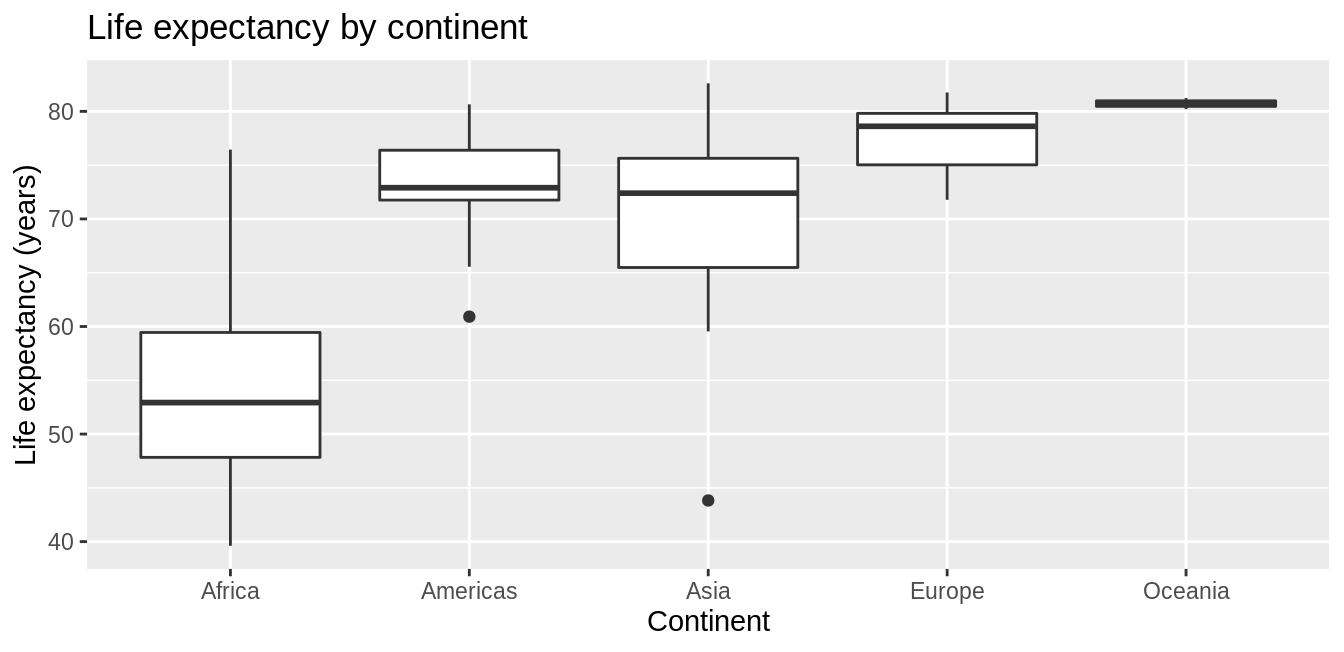 Life expectancy by continent
Life expectancy (years)
80
70
60
50
40
Africa Americas Asia Europe Oceania
Continent